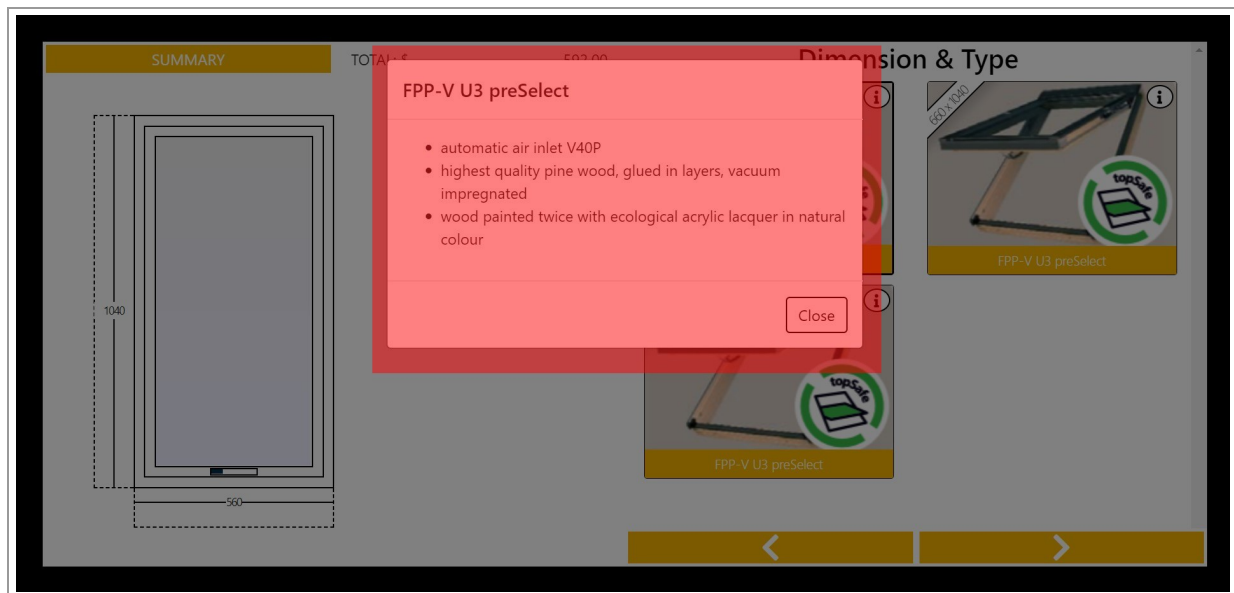 SUMMARY
TOTAL: $ 592.00
Dimension & Type
FPP-V U3 preSelect
automatic air inlet V40P
highest quality pine wood, glued in layers, vacuum
impregnated
wood painted twice with ecological acrylic lacquer in natural
colour
Close
660 x 1040
topSafe
FPP-V U3 preSelect
topSafe
FPP-V U3 preSelect
1040
560